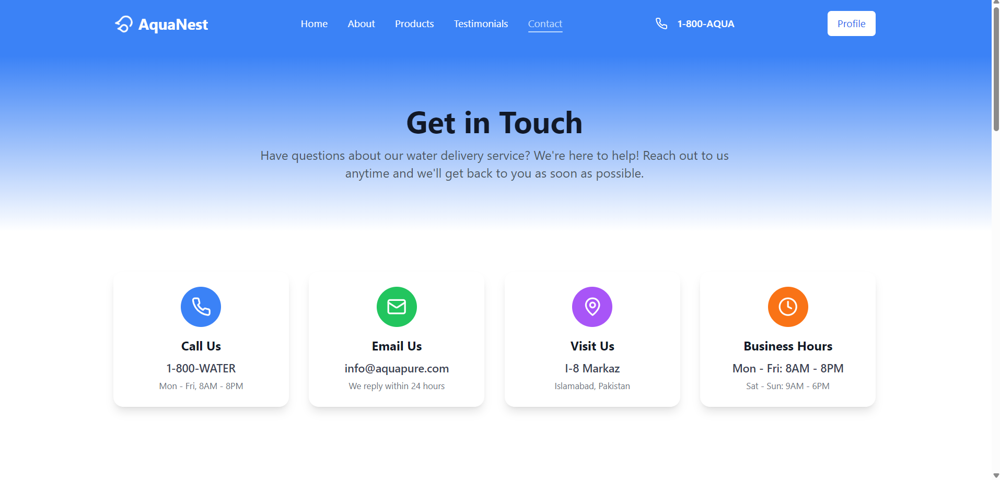 AquaNest
Home
About
Products
Testimonials
Contact
1-800-AQUA
Profile
Get in Touch
Have questions about our water delivery service? We're here to help! Reach out to us
anytime and we'll get back to you as soon as possible.
Call Us
1-800-WATER
Mon - Fri, 8AM - 8PM
Email Us
info@aquapure.com
We reply within 24 hours
Visit Us
I-8 Markaz
Islamabad, Pakistan
Business Hours
Mon - Fri: 8AM - 8PM
Sat - Sun: 9AM - 6PM